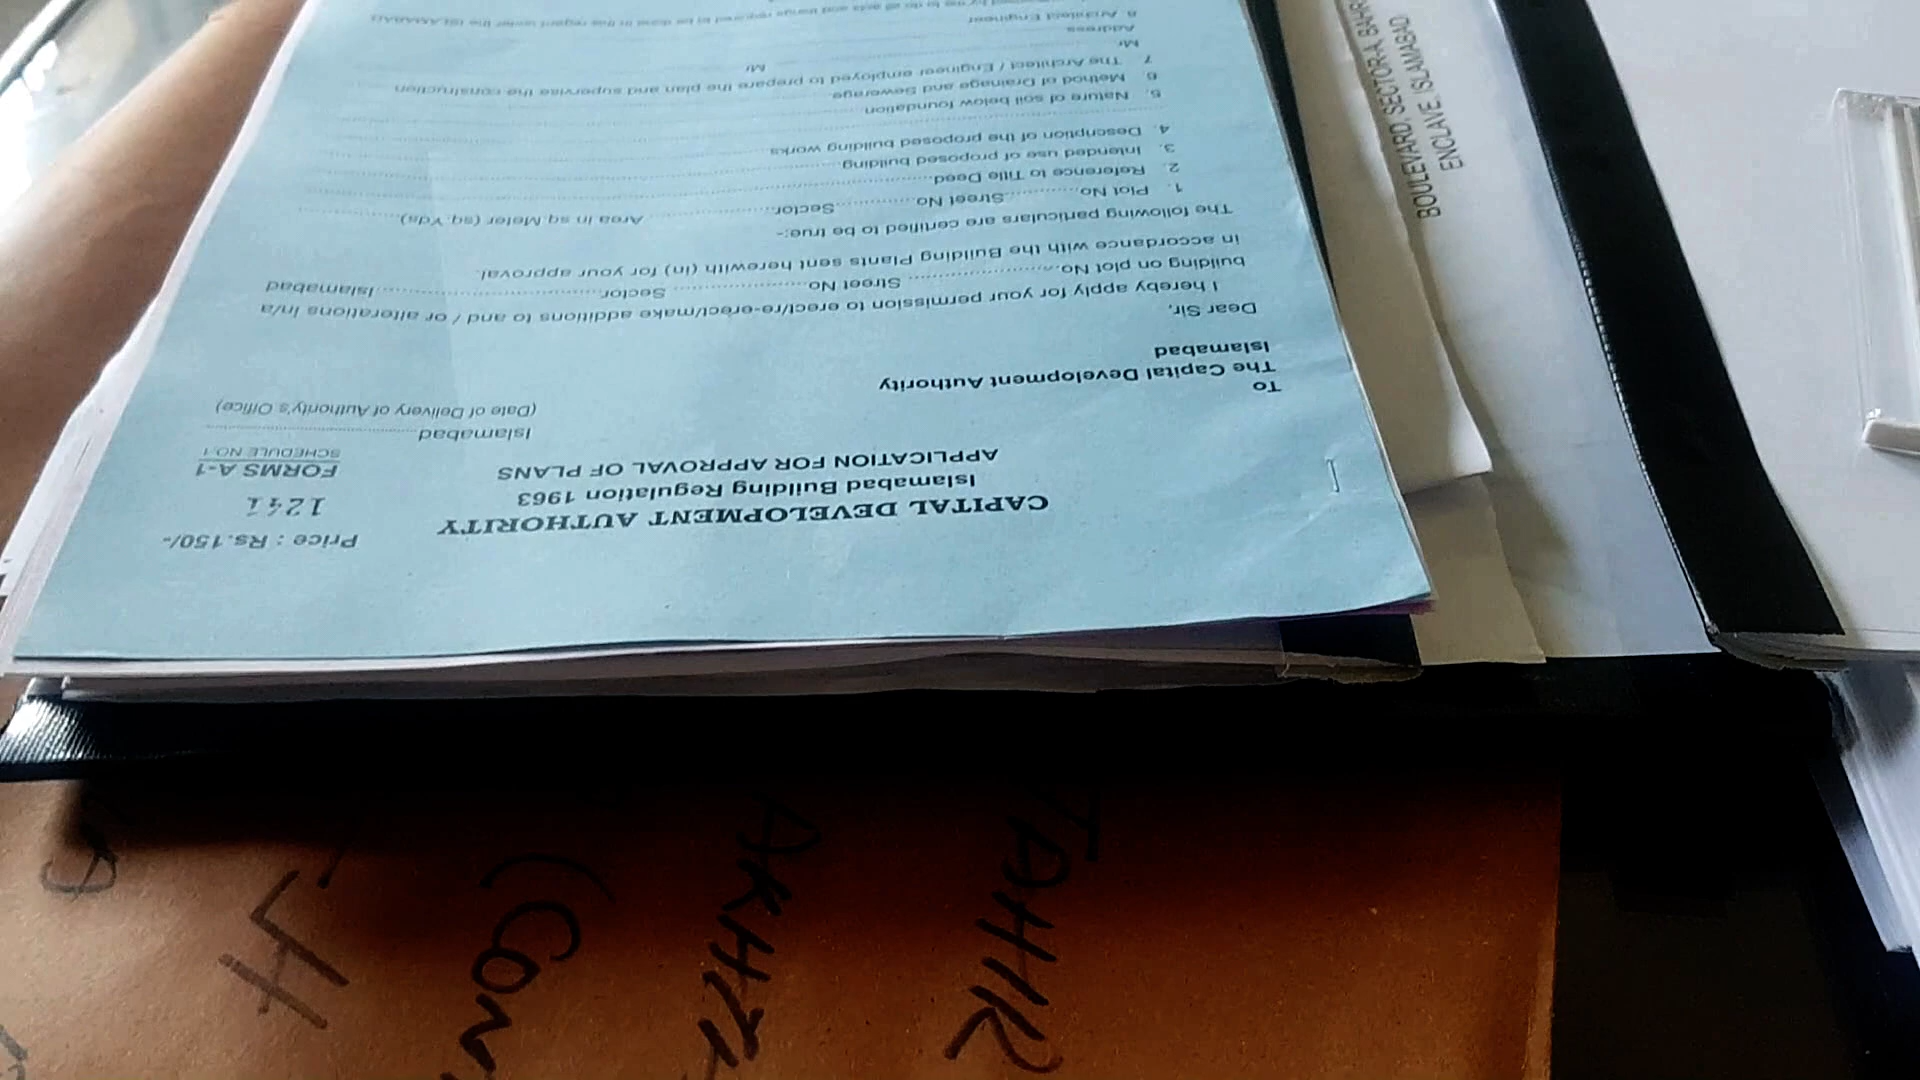 Price : Rs.150/-
CAPITAL DEVELOPMENT AUTHORITY
1241
Islamabad Building Regulation 1963
FORMS A-1
APPLICATION FOR APPROVAL OF PLANS
SCHEDULE NO-1
Islamabad
(Date of Delivery of Authority's Office)
To
The Capital Development Authority
Islamabad
Dear Sir,
I hereby apply for your permission to erect/re-erect/make additions to and / or alterations in/a
building on plot No. Street No. Sector Islamabad
in accordance with the Building Plants sent herewith (in) for your approval.
The following particulars are certified to be true:-
1. Plot No. Street No. Sector Area in sq Meter (sq.Yds)
2. Reference to Title Deed
3. Intended use of proposed building
4. Description of the proposed building works
5. Nature of soil below foundation
6. Method of Drainage and Sewerage
7 The Architect / Engineer employed to prepare the plan and supervise the construction
Mr Mr
Address
8 Architect Engineer
BOULEVARD, SECTOR-A, BAHR
ENCLAVE, ISLAMABAD
TAHIR
AKHT
(CON